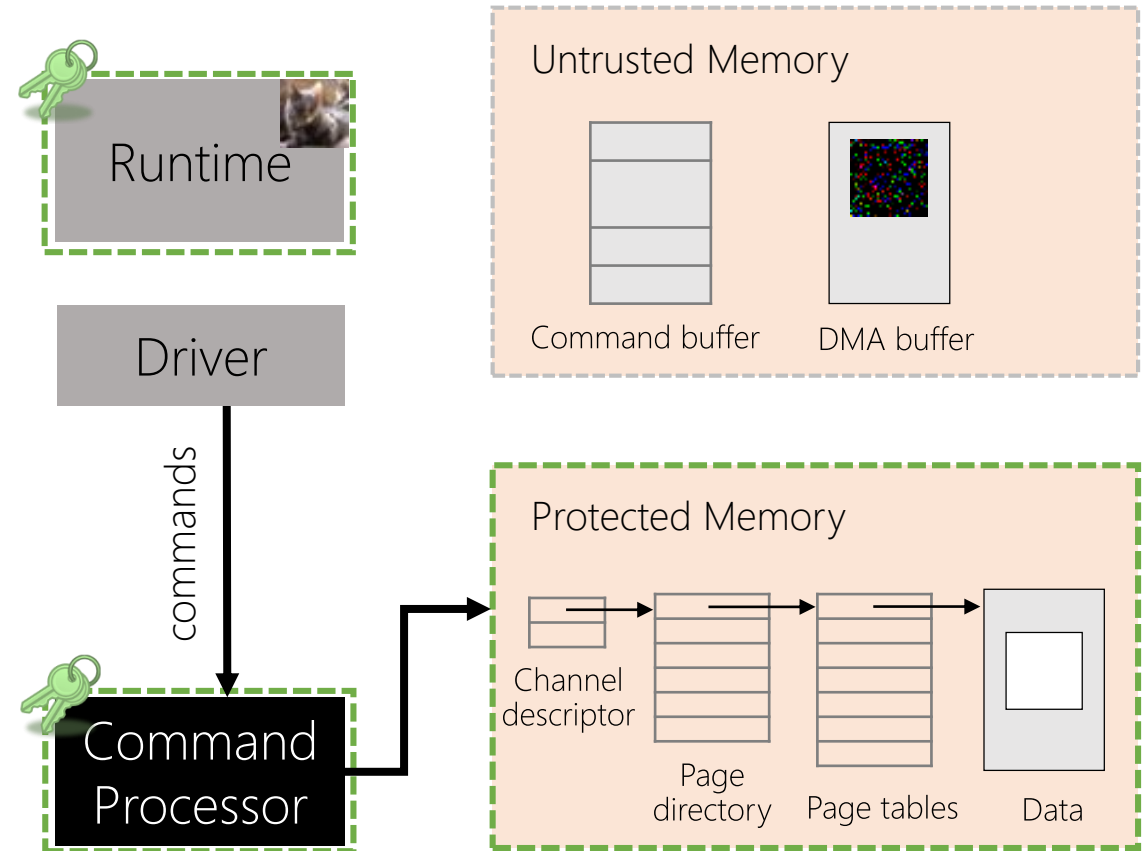 Untrusted Memory
Runtime
Command buffer
DMA buffer
Driver
commands
Protected Memory
Channel
descriptor
Page
directory
Page tables
Data
Command
Processor